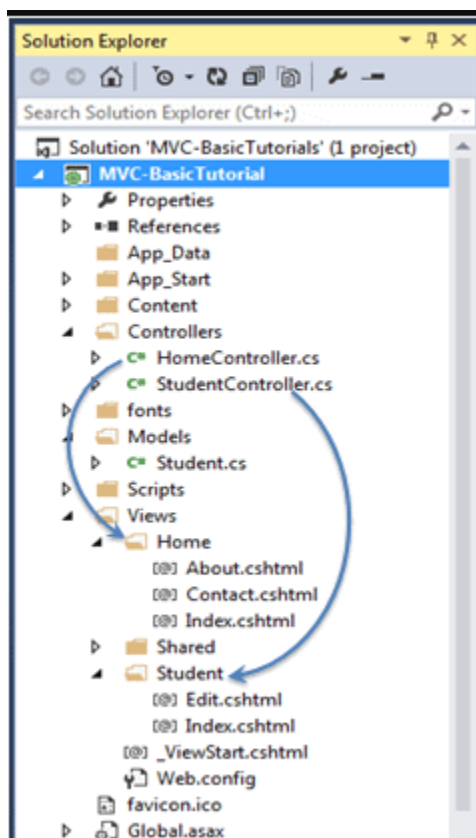 Solution Explorer
Search Solution Explorer (Ctrl+;)
Solution 'MVC-BasicTutorials' (1 project)
MVC-BasicTutorial
Properties
References
App_Data
App_Start
Content
Controllers
C# HomeController.cs
C# StudentController.cs
fonts
Models
C# Student.cs
Scripts
Views
Home
[@] About.cshtml
[@] Contact.cshtml
[@] Index.cshtml
Shared
Student
[@] Edit.cshtml
[@] Index.cshtml
[@] _ViewStart.cshtml
Web.config
favicon.ico
Global.asax